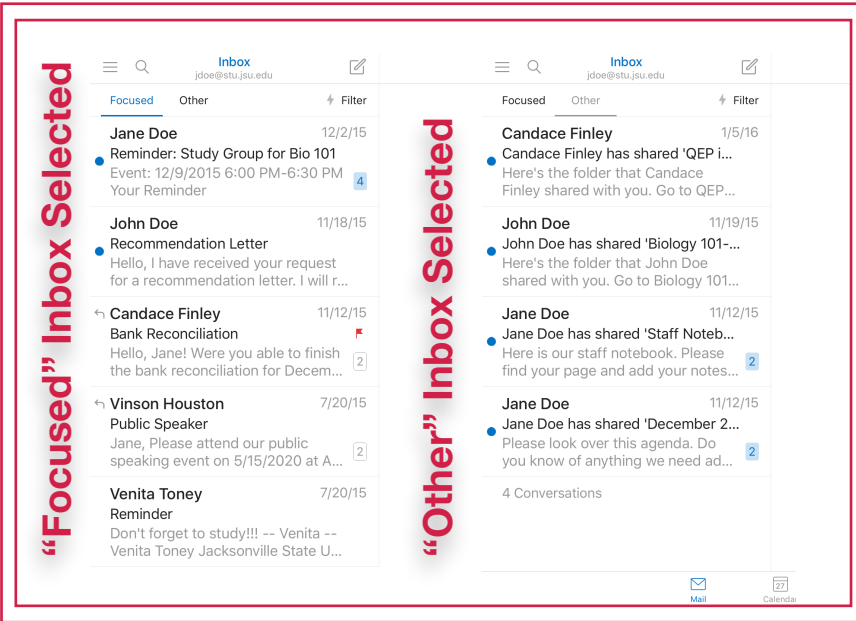 “Focused” Inbox Selected
Inbox
jdoe@stu.jsu.edu
Focused Other Filter
Jane Doe 12/2/15
Reminder: Study Group for Bio 101
Event: 12/9/2015 6:00 PM-6:30 PM
Your Reminder 4
John Doe 11/18/15
Recommendation Letter
Hello, I have received your request
for a recommendation letter. I will r...
Candace Finley 11/12/15
Bank Reconciliation
Hello, Jane! Were you able to finish
the bank reconciliation for Decem... 2
Vinson Houston 7/20/15
Public Speaker
Jane, Please attend our public
speaking event on 5/15/2020 at A... 2
Venita Toney 7/20/15
Reminder
Don't forget to study!!! -- Venita --
Venita Toney Jacksonville State U...
“Other” Inbox Selected
Inbox
jdoe@stu.jsu.edu
Focused Other Filter
Candace Finley 1/5/16
Candace Finley has shared 'QEP i...
Here's the folder that Candace
Finley shared with you. Go to QEP...
John Doe 11/19/15
John Doe has shared 'Biology 101-...
Here's the folder that John Doe
shared with you. Go to Biology 101...
Jane Doe 11/12/15
Jane Doe has shared 'Staff Noteb...
Here is our staff notebook. Please
find your page and add your notes... 2
Jane Doe 11/12/15
Jane Doe has shared 'December 2...
Please look over this agenda. Do
you know of anything we need ad... 2
4 Conversations
27
Mail Calenda